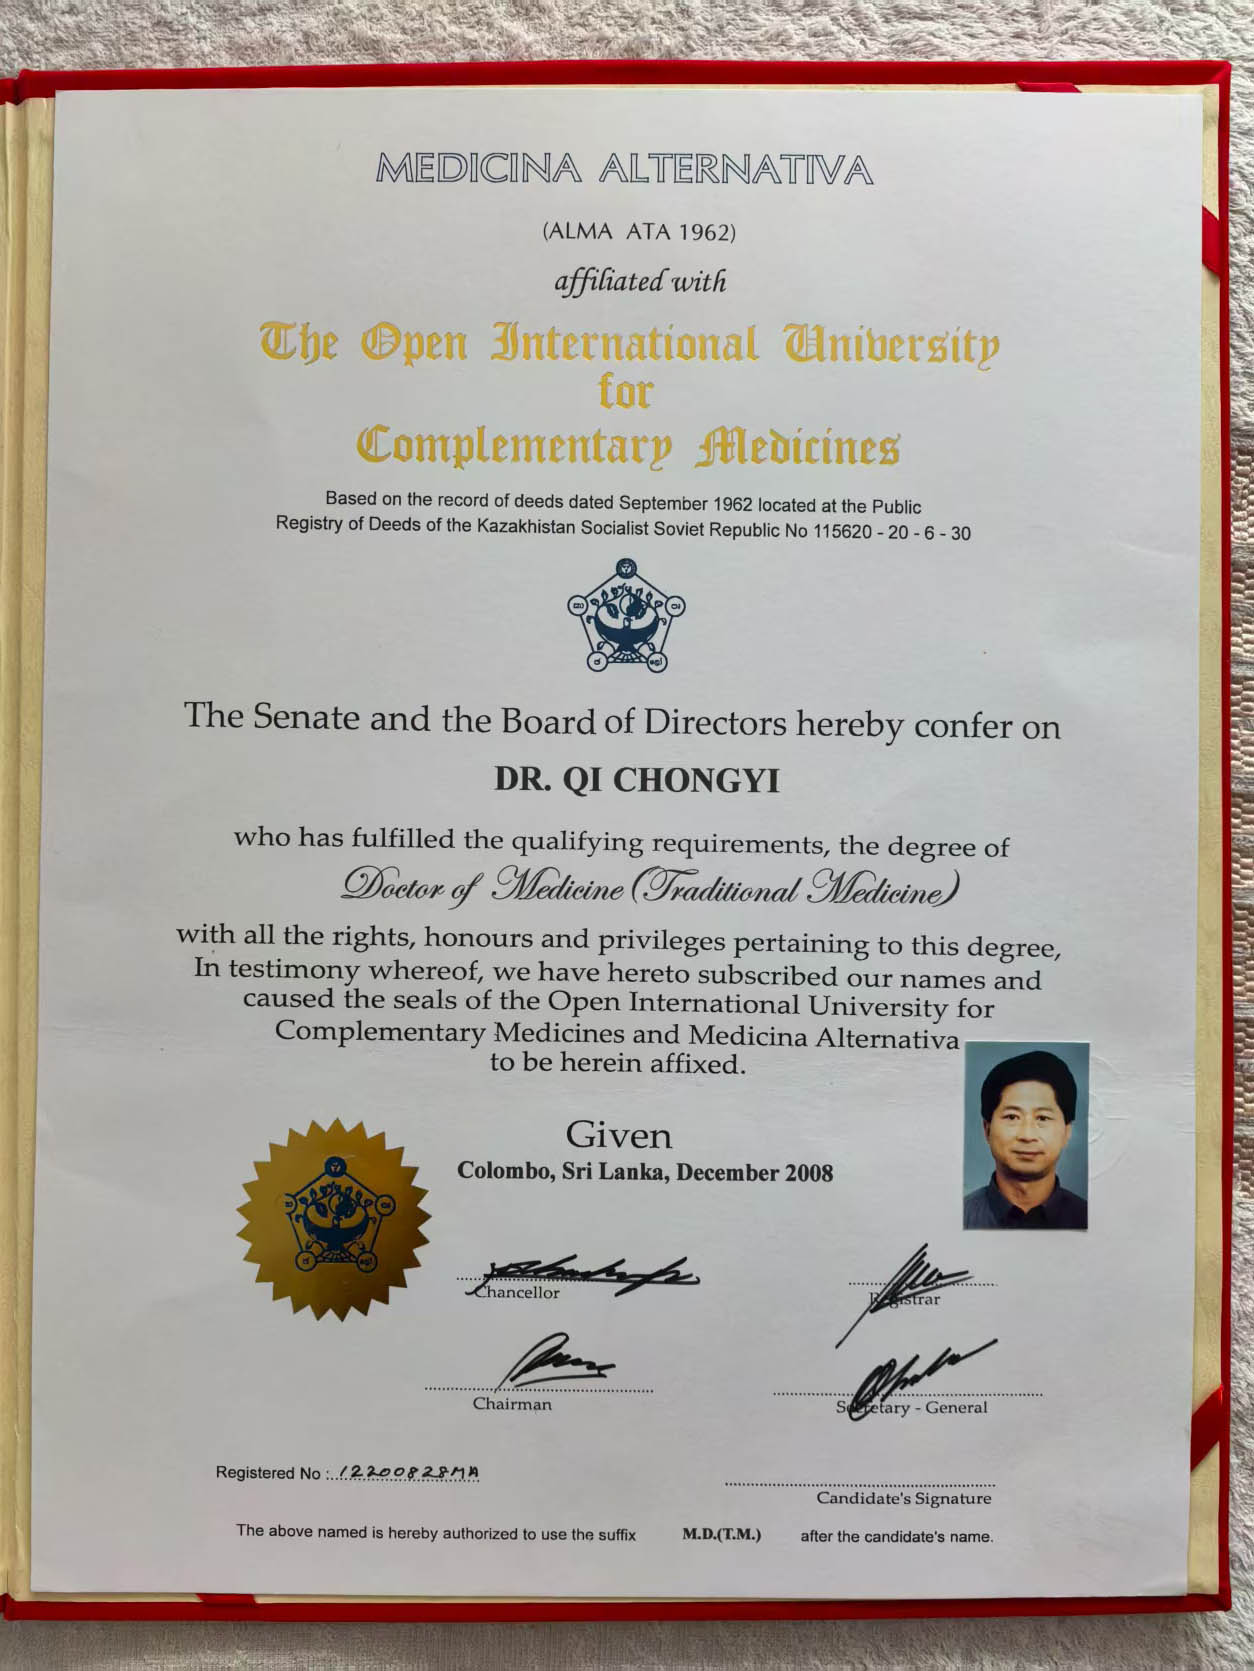 MEDICINA ALTERNATIVA
(ALMA ATA 1962)
affiliated with
The Open International University
for
Complementary Medicines
Based on the record of deeds dated September 1962 located at the Public
Registry of Deeds of the Kazakhistan Socialist Soviet Republic No 115620 - 20 - 6 - 30
The Senate and the Board of Directors hereby confer on
DR. QI CHONGYI
who has fulfilled the qualifying requirements, the degree of
Doctor of Medicine (Traditional Medicine)
with all the rights, honours and privileges pertaining to this degree,
In testimony whereof, we have hereto subscribed our names and
caused the seals of the Open International University for
Complementary Medicines and Medicina Alternativa
to be herein affixed.
Given
Colombo, Sri Lanka, December 2008
Chancellor
Registrar
Chairman
Secretary - General
Registered No :..12200828MA
Candidate's Signature
The above named is hereby authorized to use the suffix M.D.(T.M.) after the candidate's name.